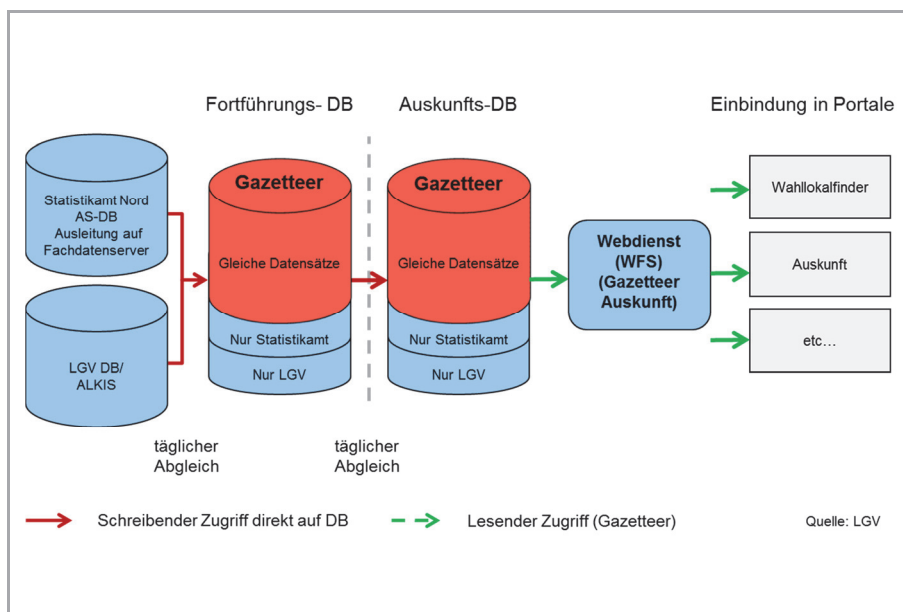 Fortführungs- DB
Auskunfts-DB
Einbindung in Portale
Statistikamt Nord
AS-DB
Ausleitung auf
Fachdatenserver
LGV DB/
ALKIS
Gazetteer
Gleiche Datensätze
Nur Statistikamt
Nur LGV
Gazetteer
Gleiche Datensätze
Nur Statistikamt
Nur LGV
Webdienst
(WFS)
(Gazetteer
Auskunft)
Wahllokalfinder
Auskunft
etc...
täglicher
Abgleich
täglicher
Abgleich
Schreibender Zugriff direkt auf DB
Lesender Zugriff (Gazetteer)
Quelle: LGV